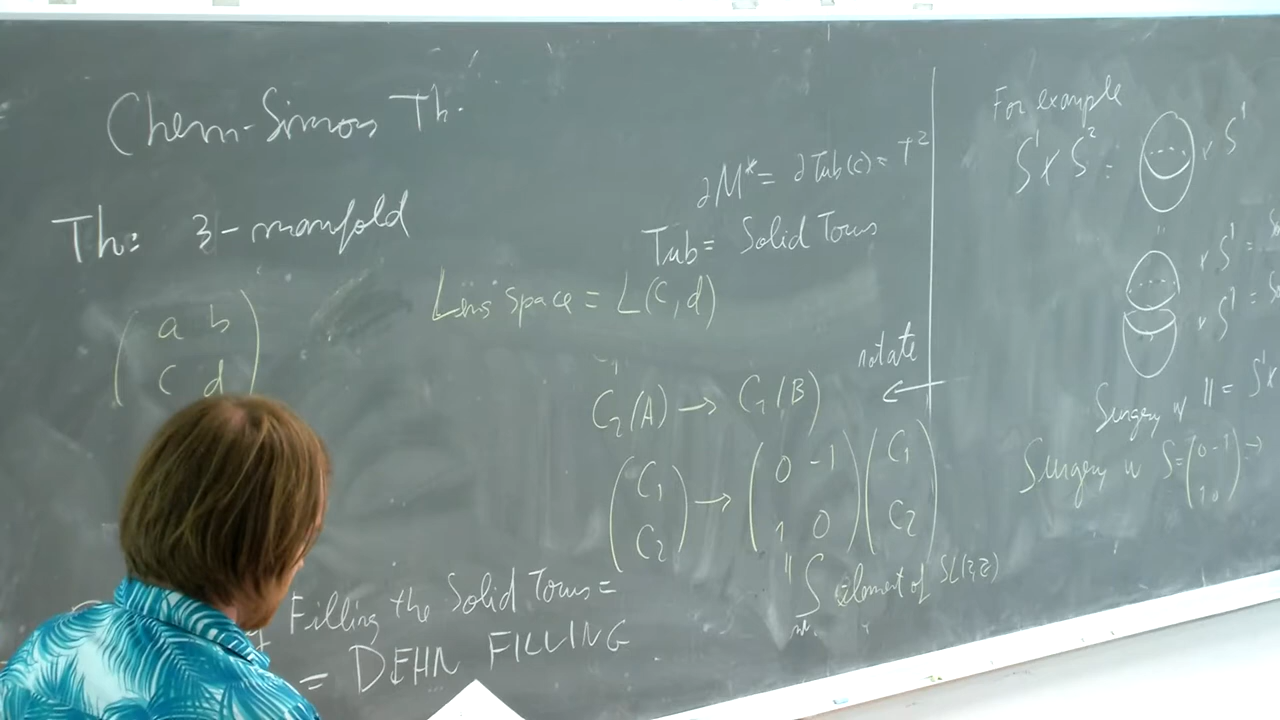 Chern-Simons Th.
Th: 3-manifold
(a b
c d)
∂M* = ∂Tub(c) = T²
Tub = Solid Torus
Lens space = L(c,d)
rotate
←
C₂(A) → C₁(B)
(C₁
C₂) → (0 -1
1 0) (C₁
C₂)
" S element of SL(2,Z)
Filling the Solid Torus =
= DEHN FILLING
For example
S¹ x S² =
x S¹
"
x S¹ =
x S¹ =
Surgery w 11 = S¹ x
Surgery w S = (0 -1
1 0) →